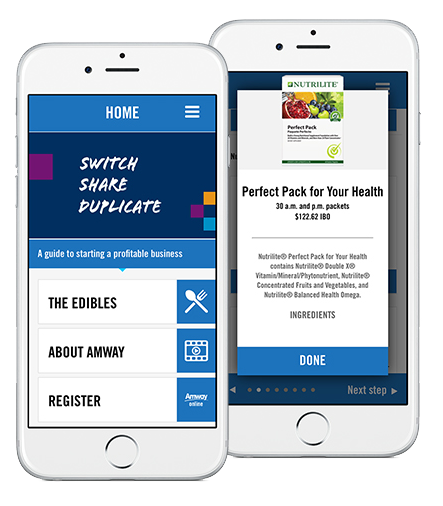 HOME
SWITCH
SHARE
DUPLICATE
A guide to starting a profitable business
THE EDIBLES
ABOUT AMWAY
REGISTER
Amway
online
NUTRILITE
Perfect Pack
Perfect Pack for Your Health
30 a.m. and p.m. packets
$122.62 IBO
Nutrilite® Perfect Pack for Your Health
contains Nutrilite® Double X®
Vitamin/Mineral/Phytonutrient, Nutrilite®
Concentrated Fruits and Vegetables, and
Nutrilite® Balanced Health Omega.
INGREDIENTS
DONE
Next step